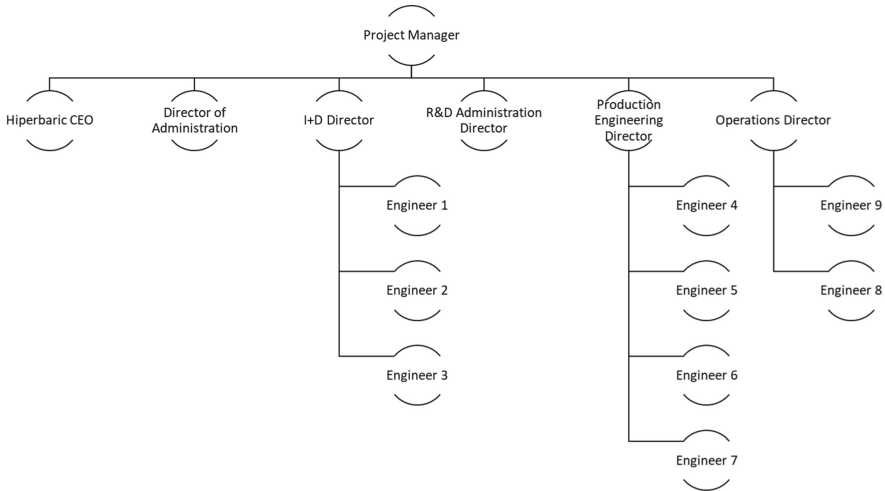 Project Manager
Hiperbaric CEO
Director of
Administration
I+D Director
R&D Administration
Director
Production
Engineering
Director
Operations Director
Engineer 1
Engineer 4
Engineer 9
Engineer 2
Engineer 5
Engineer 8
Engineer 3
Engineer 6
Engineer 7